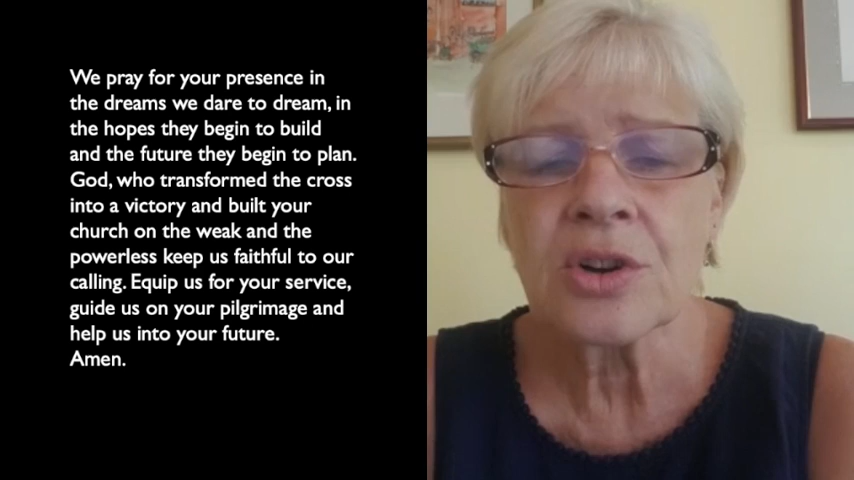 We pray for your presence in
the dreams we dare to dream, in
the hopes they begin to build
and the future they begin to plan.
God, who transformed the cross
into a victory and built your
church on the weak and the
powerless keep us faithful to our
calling. Equip us for your service,
guide us on your pilgrimage and
help us into your future.
Amen.